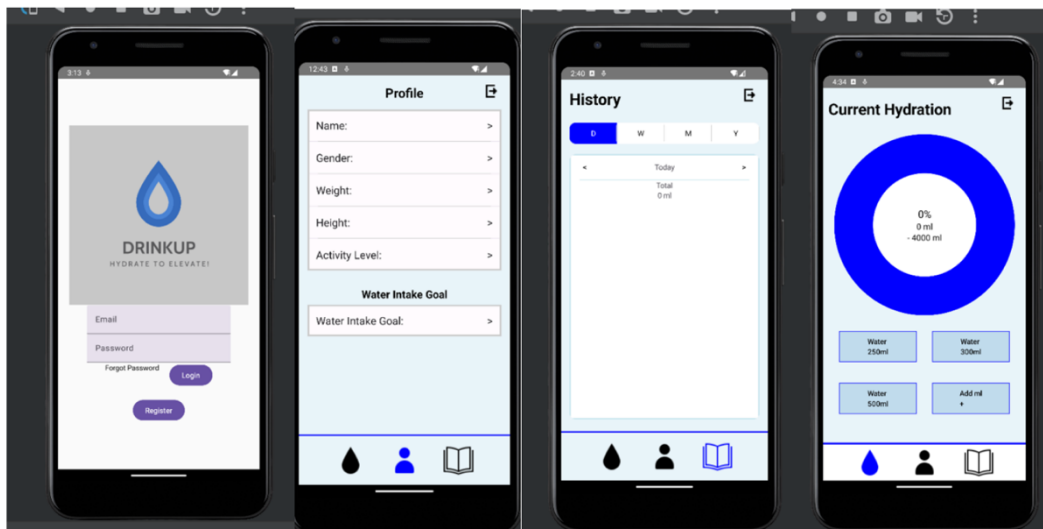 3:13
DRINKUP
HYDRATE TO ELEVATE!
Email
Password
Forgot Password
Login
Register
12:43
Profile
Name: >
Gender: >
Weight: >
Height: >
Activity Level: >
Water Intake Goal
Water Intake Goal: >
2:40
History
D W M Y
< Today >
Total
0 ml
4:34
Current Hydration
0%
0 ml
- 4000 ml
Water
250ml
Water
300ml
Water
500ml
Add ml
+